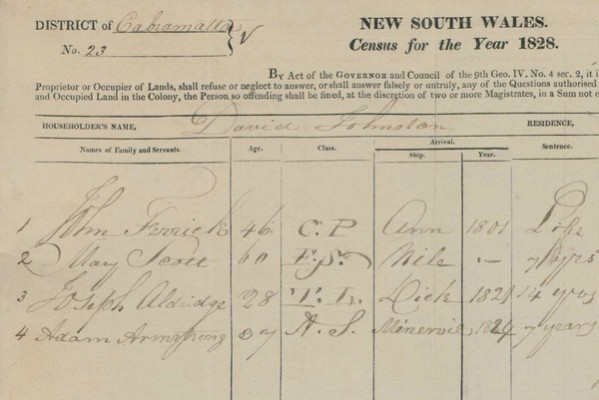 DISTRICT of Cabramatta
No. 23
NEW SOUTH WALES.
Census for the Year 1828.
By Act of the GOVERNOR and Council of the 9th Geo. IV. No. 4 sec. 2, it i
Proprietor or Occupier of Lands, shall refuse or neglect to answer, or shall answer falsely or untruly, any of the Questions authorised
and Occupied Land in the Colony, the Person so offending shall be fined, at the discretion of two or more Magistrates, in a Sum not e
HOUSEHOLDER'S NAME, David Johnston RESIDENCE,
Names of Family and Servants. Age. Class. Arrival. Ship. Year. Sentence.
1 John Ferrick 46 C.P Ann 1801 Life
2 Mary Scott 60 F.S. Nile — 7 years
3 Joseph Aldridge 28 T.L. Dick 1821 14 years
4 Adam Armstrong Minerva 1824 7 years